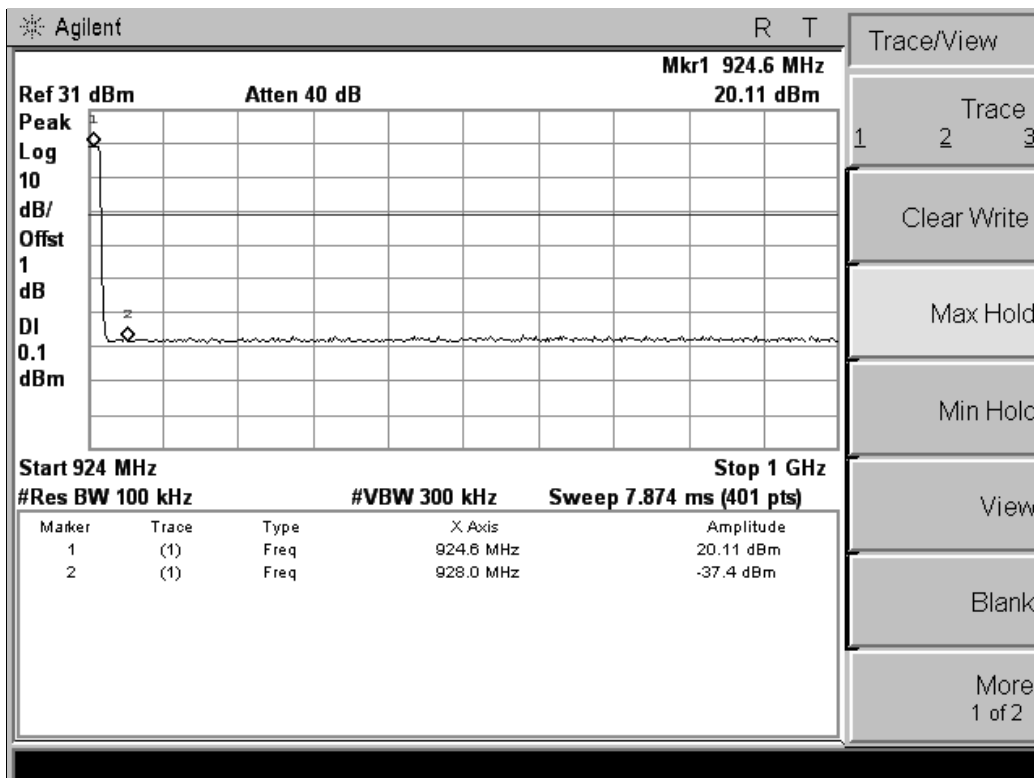 Agilent R T
Mkr1 924.6 MHz
Ref 31 dBm Atten 40 dB 20.11 dBm
Peak
Log
10
dB/
Offst
1
dB
DI
0.1
dBm
1
2
Start 924 MHz Stop 1 GHz
#Res BW 100 kHz #VBW 300 kHz Sweep 7.874 ms (401 pts)
Marker Trace Type X Axis Amplitude
1 (1) Freq 924.6 MHz 20.11 dBm
2 (1) Freq 928.0 MHz -37.4 dBm
Trace/View
Trace
1 2 3
Clear Write
Max Hold
Min Hold
View
Blank
More
1 of 2